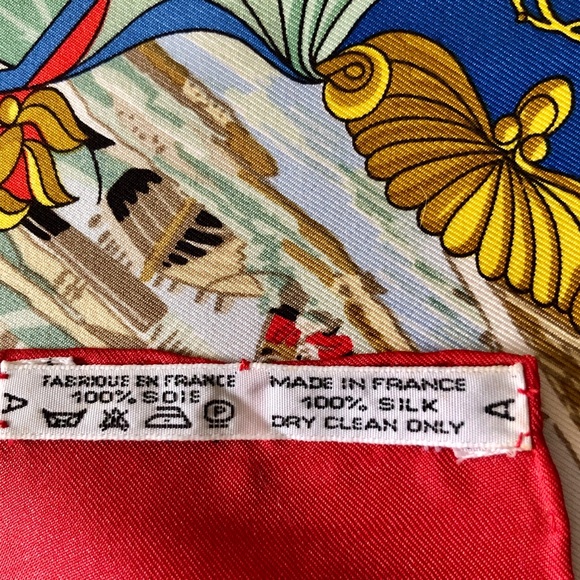 A
FABRIQUE EN FRANCE
100% SOIE
P
MADE IN FRANCE
100% SILK
DRY CLEAN ONLY
A